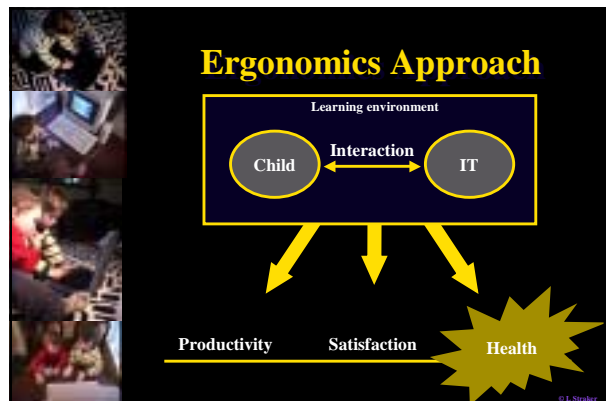 Ergonomics Approach
Learning environment
Interaction
Child
IT
Productivity
Satisfaction
Health
© L Straker